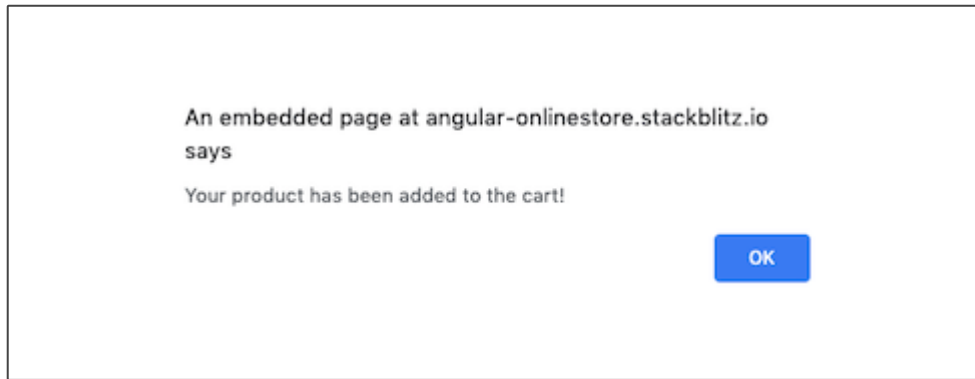 An embedded page at angular-onlinestore.stackblitz.io
says
Your product has been added to the cart!
OK